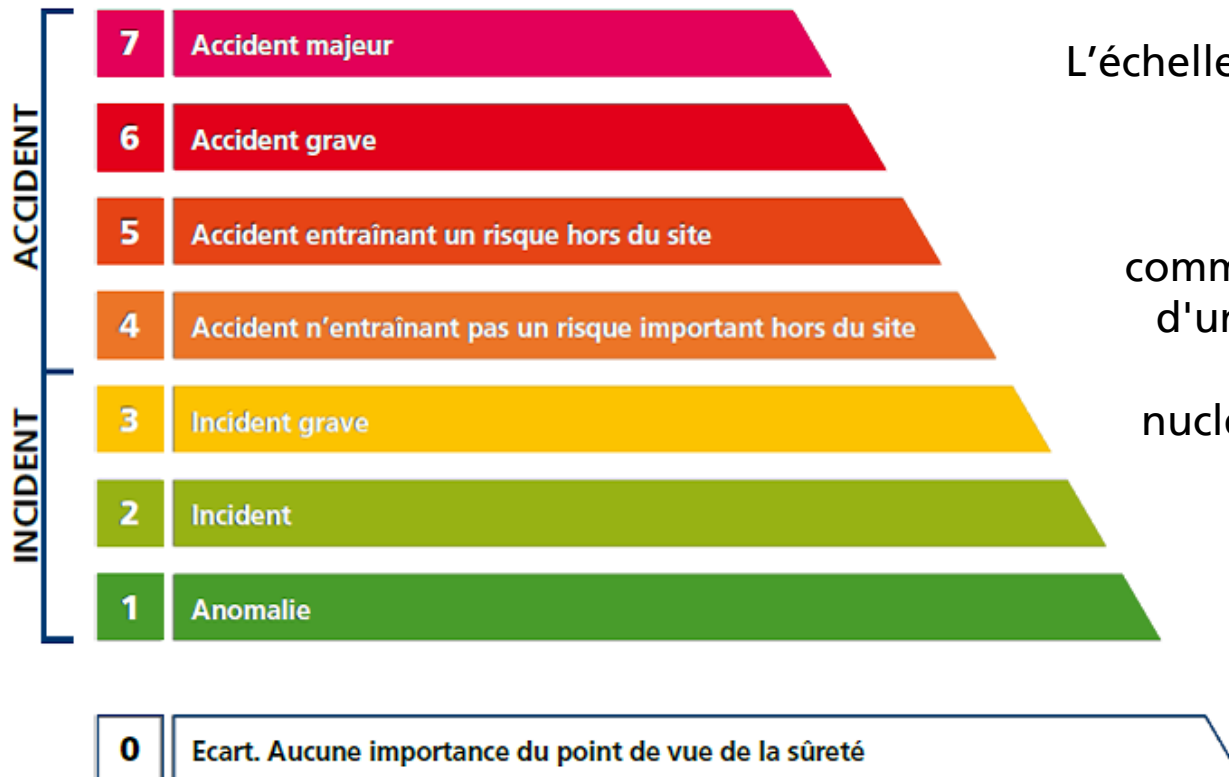 ACCIDENT
7 Accident majeur
6 Accident grave
5 Accident entraînant un risque hors du site
4 Accident n’entraînant pas un risque important hors du site
INCIDENT
3 Incident grave
2 Incident
1 Anomalie
0 Ecart. Aucune importance du point de vue de la sûreté
L’échelle